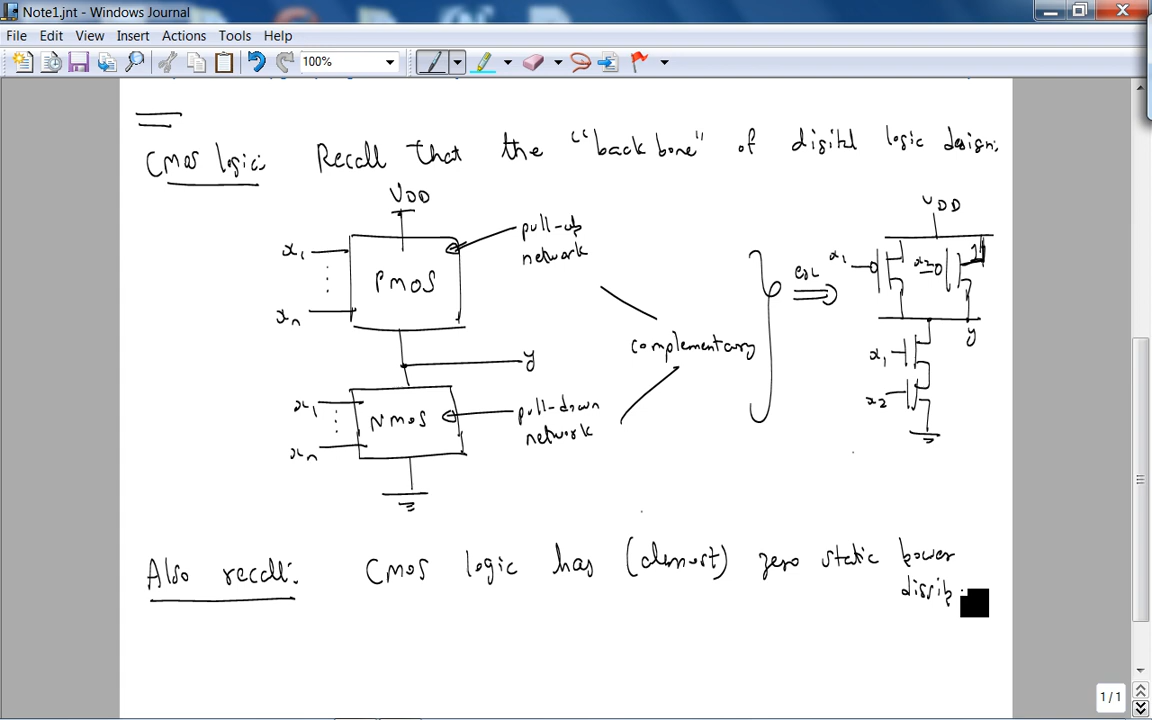 Note1.jnt - Windows Journal
File Edit View Insert Actions Tools Help
100%
CMOS logic: Recall that the "back bone" of digital logic design:
VDD
x1
xn
PMOS
pull-up
network
y
complementary
x1
xn
NMOS
pull-down
network
VDD
x1
x2
y
x1
x2
Also recall: CMOS logic has (almost) zero static power
1/1